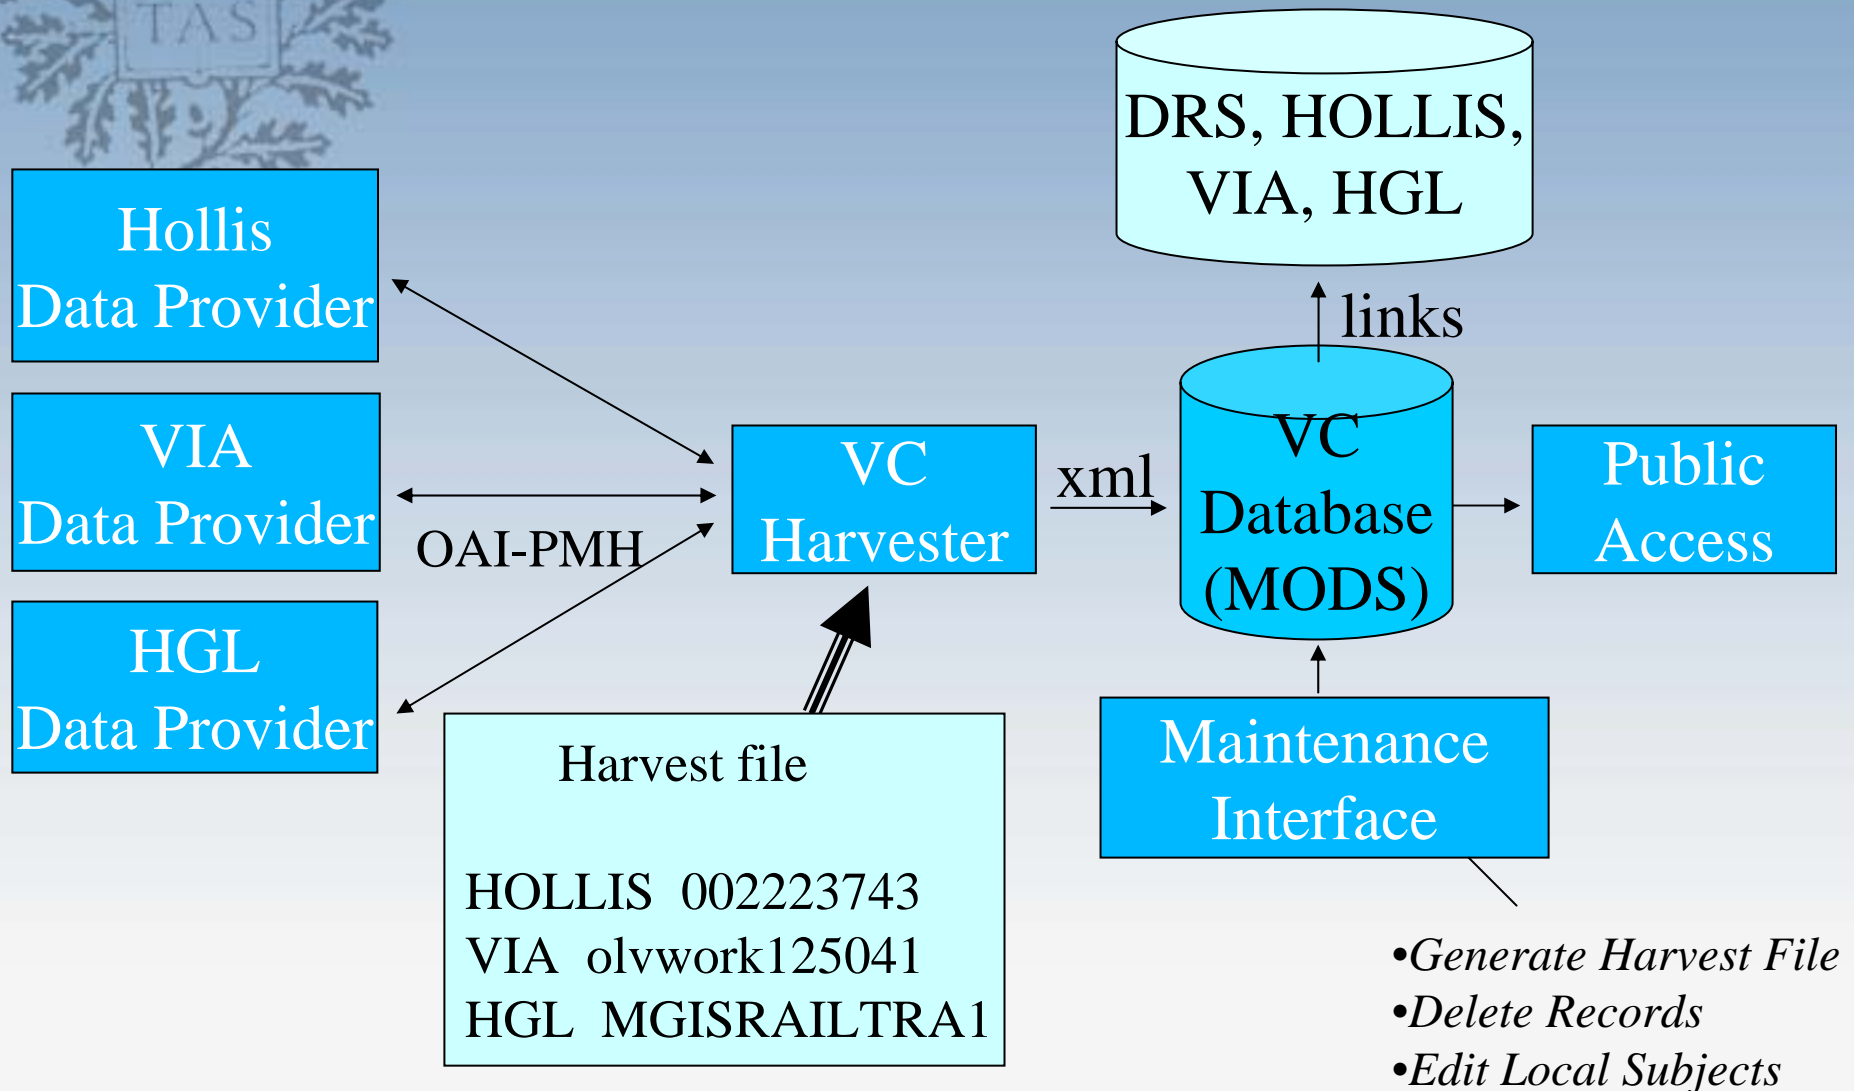 TAS
DRS, HOLLIS,
VIA, HGL
Hollis
Data Provider
links
VIA
Data Provider
OAI-PMH
VC
Harvester
xml
VC
Database
(MODS)
Public
Access
HGL
Data Provider
Harvest file
HOLLIS 002223743
VIA olvwork125041
HGL MGISRAILTRA1
Maintenance
Interface
•Generate Harvest File
•Delete Records
•Edit Local Subjects